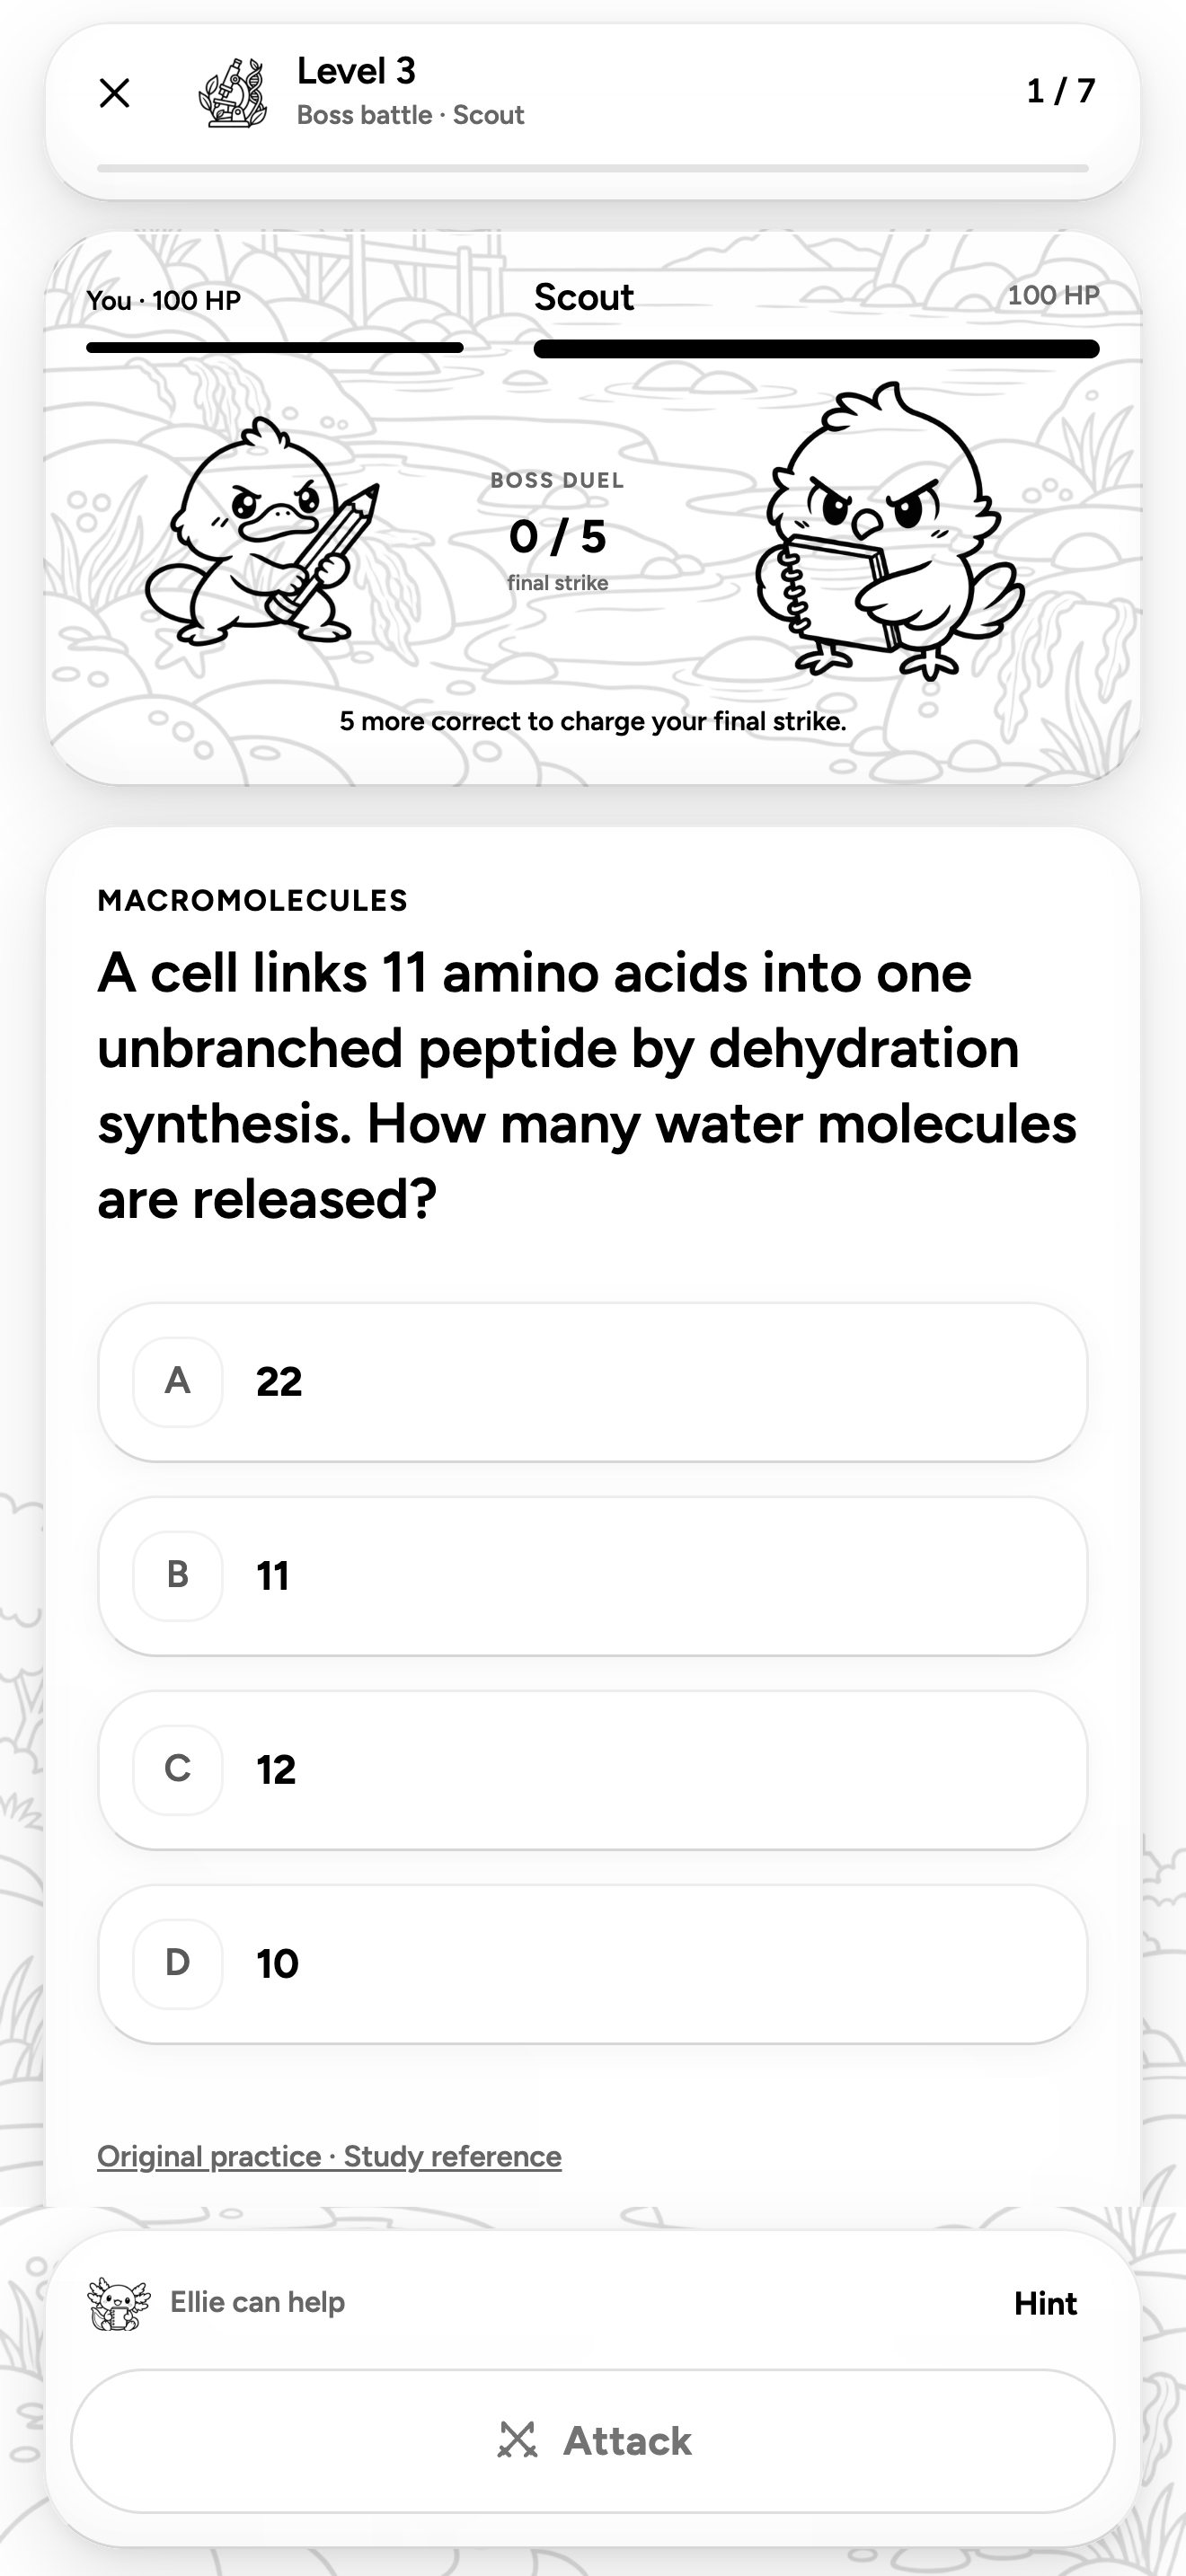 Level 3
Boss battle · Scout
1 / 7
You · 100 HP
Scout
100 HP
BOSS DUEL
0 / 5
final strike
5 more correct to charge your final strike.
MACROMOLECULES
A cell links 11 amino acids into one
unbranched peptide by dehydration
synthesis. How many water molecules
are released?
A 22
B 11
C 12
D 10
Original practice · Study reference
Ellie can help
Hint
Attack